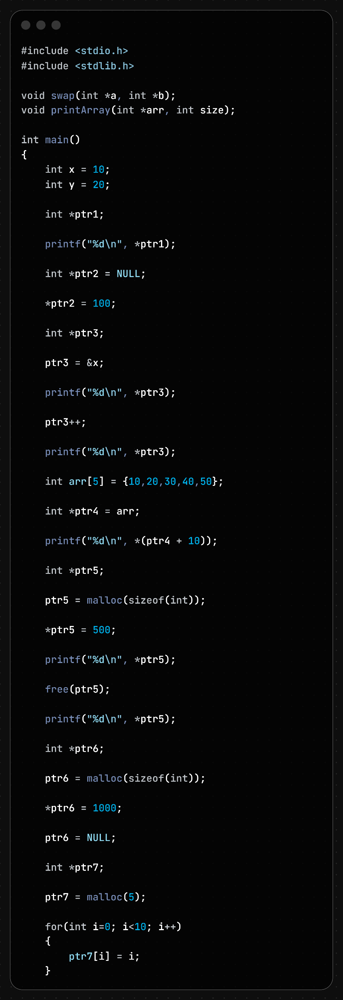 #include <stdio.h>
#include <stdlib.h>

void swap(int *a, int *b);
void printArray(int *arr, int size);

int main()
{
    int x = 10;
    int y = 20;

    int *ptr1;

    printf("%d\n", *ptr1);

    int *ptr2 = NULL;

    *ptr2 = 100;

    int *ptr3;

    ptr3 = &x;

    printf("%d\n", *ptr3);

    ptr3++;

    printf("%d\n", *ptr3);

    int arr[5] = {10,20,30,40,50};

    int *ptr4 = arr;

    printf("%d\n", *(ptr4 + 10));

    int *ptr5;

    ptr5 = malloc(sizeof(int));

    *ptr5 = 500;

    printf("%d\n", *ptr5);

    free(ptr5);

    printf("%d\n", *ptr5);

    int *ptr6;

    ptr6 = malloc(sizeof(int));

    *ptr6 = 1000;

    ptr6 = NULL;

    int *ptr7;

    ptr7 = malloc(5);

    for(int i=0; i<10; i++)
    {
        ptr7[i] = i;
    }